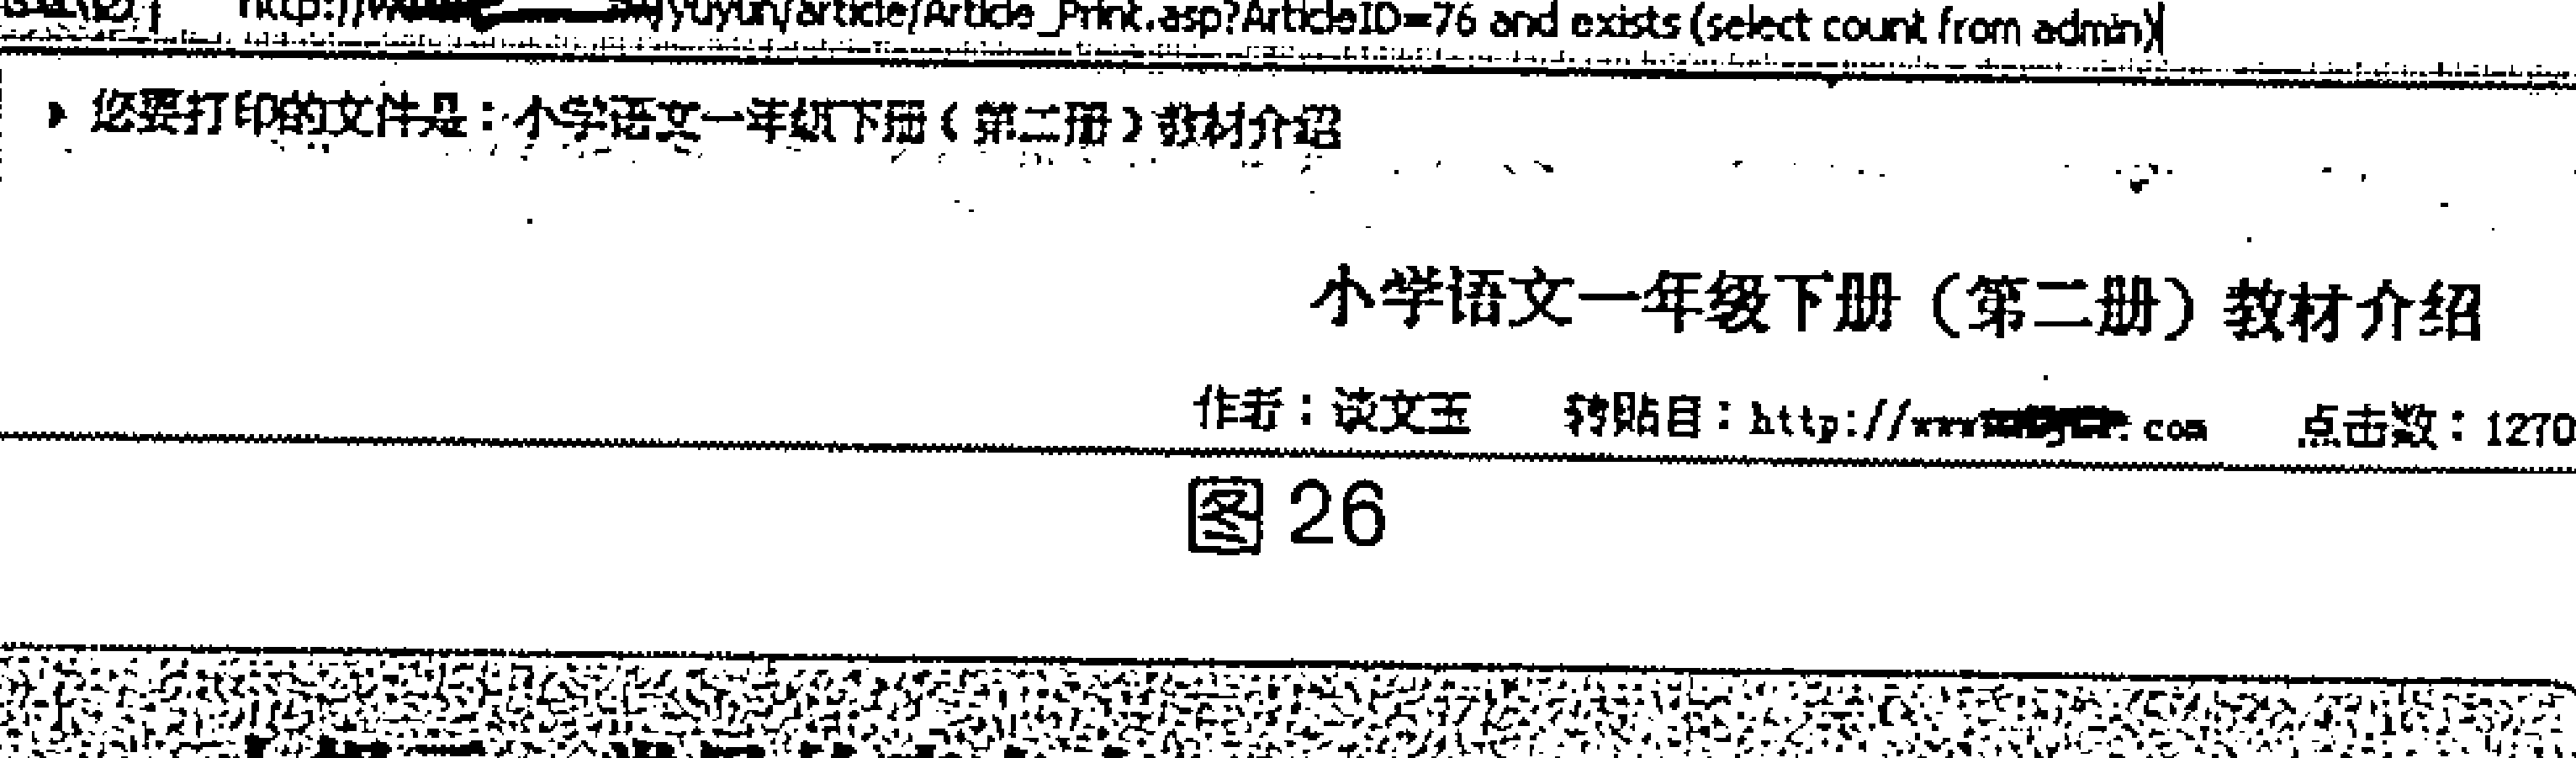 http://yuyun/article/Article_Print.asp?ArticleID=76 and exists (select count from admin)
您要打印的文件是：小学语文一年级下册（第二册）教材介绍
小学语文一年级下册（第二册）教材介绍
作者：谈文玉 转贴自：http://www.com 点击数：1270
图 26